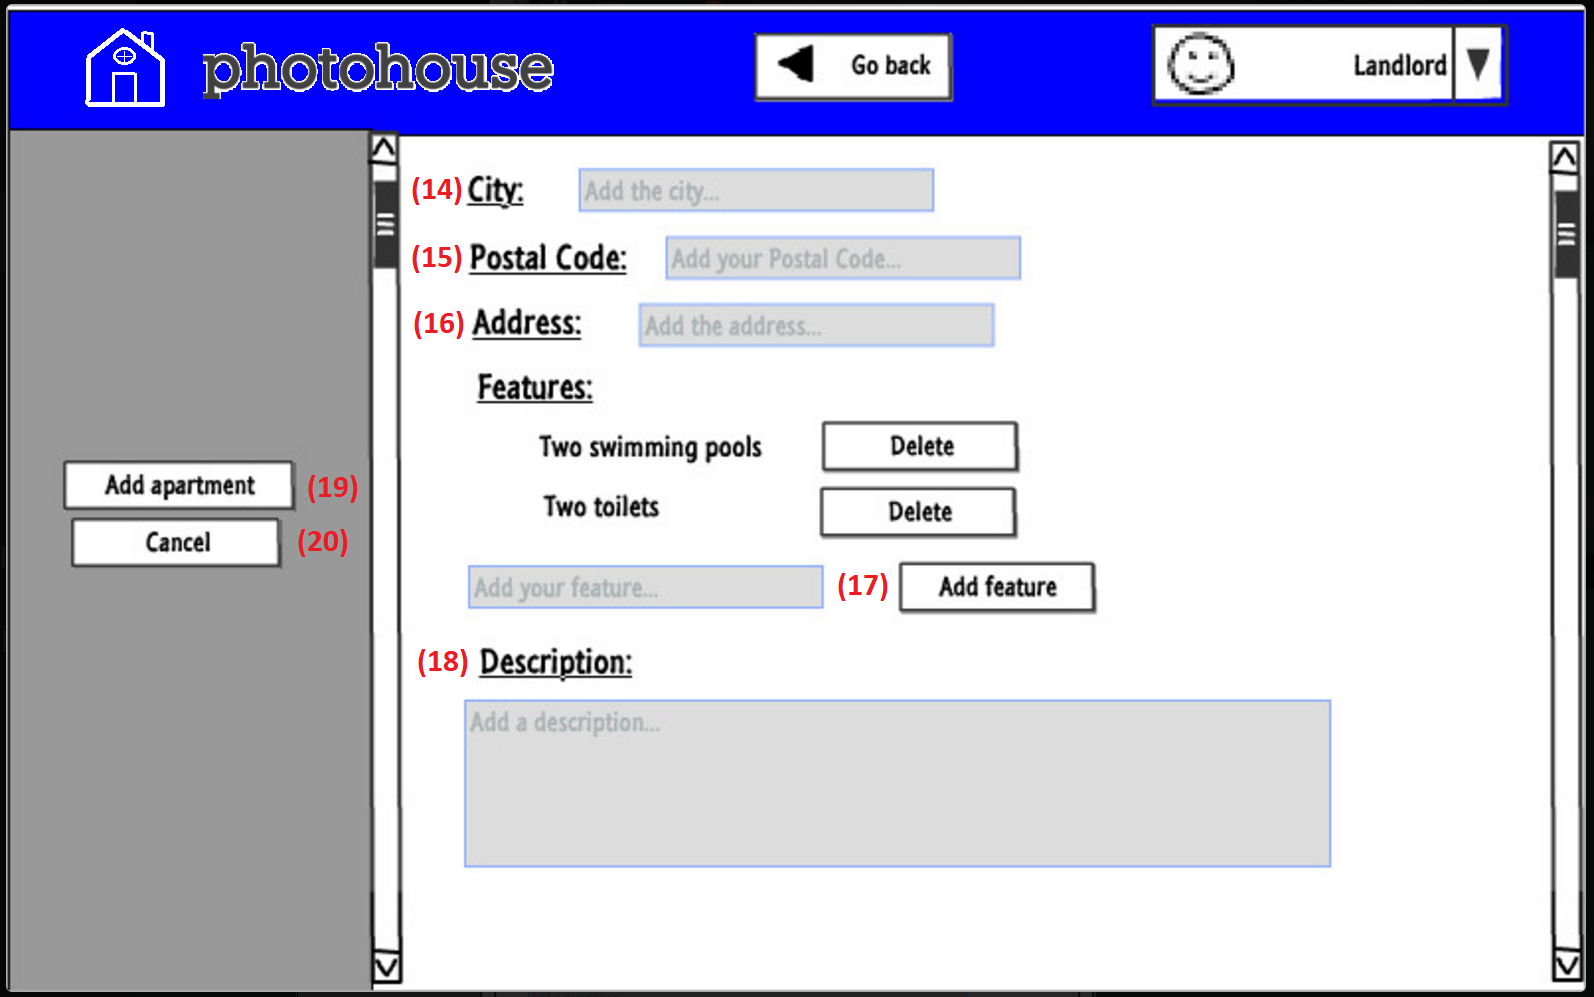 photohouse
Go back
Landlord
(14) City: Add the city...
(15) Postal Code: Add your Postal Code...
(16) Address: Add the address...
Features:
Two swimming pools Delete
Two toilets Delete
Add your feature... (17) Add feature
(18) Description:
Add a description...
Add apartment (19)
Cancel (20)